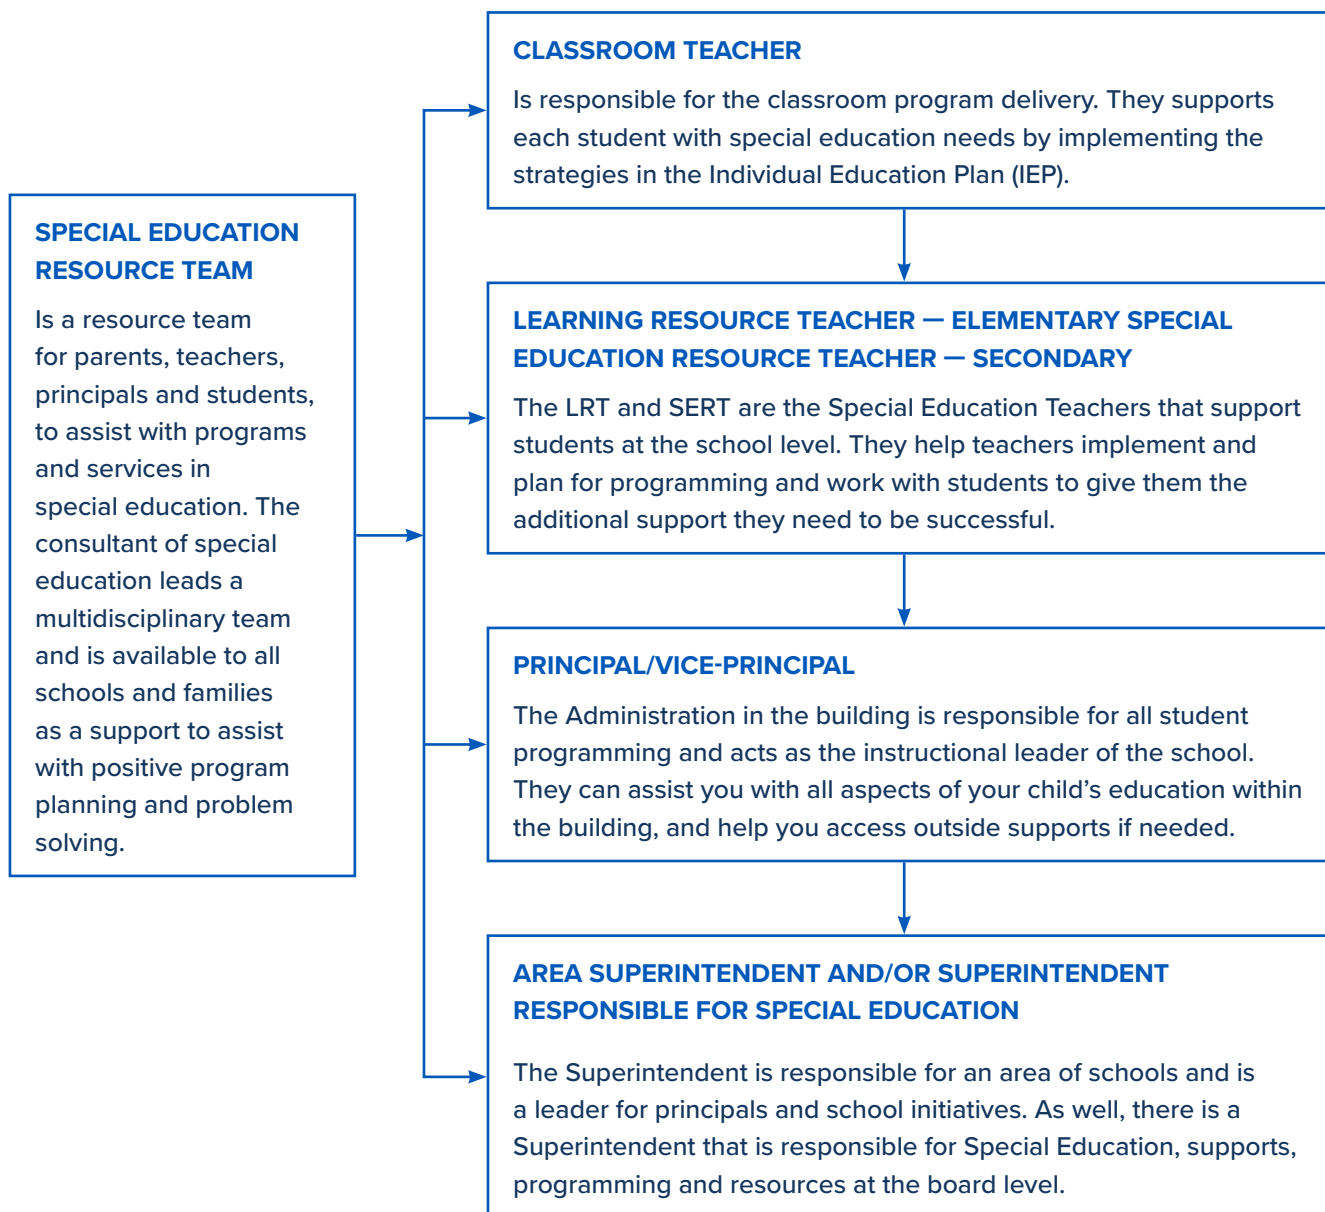 SPECIAL EDUCATION
RESOURCE TEAM
Is a resource team
for parents, teachers,
principals and students,
to assist with programs
and services in
special education. The
consultant of special
education leads a
multidisciplinary team
and is available to all
schools and families
as a support to assist
with positive program
planning and problem
solving.
CLASSROOM TEACHER
Is responsible for the classroom program delivery. They supports
each student with special education needs by implementing the
strategies in the Individual Education Plan (IEP).
LEARNING RESOURCE TEACHER — ELEMENTARY SPECIAL
EDUCATION RESOURCE TEACHER — SECONDARY
The LRT and SERT are the Special Education Teachers that support
students at the school level. They help teachers implement and
plan for programming and work with students to give them the
additional support they need to be successful.
PRINCIPAL/VICE-PRINCIPAL
The Administration in the building is responsible for all student
programming and acts as the instructional leader of the school.
They can assist you with all aspects of your child’s education within
the building, and help you access outside supports if needed.
AREA SUPERINTENDENT AND/OR SUPERINTENDENT
RESPONSIBLE FOR SPECIAL EDUCATION
The Superintendent is responsible for an area of schools and is
a leader for principals and school initiatives. As well, there is a
Superintendent that is responsible for Special Education, supports,
programming and resources at the board level.